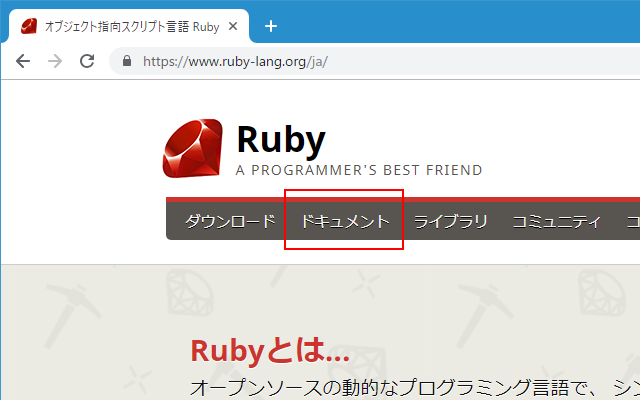 オブジェクト指向スクリプト言語 Ruby
https://www.ruby-lang.org/ja/
Ruby
A PROGRAMMER'S BEST FRIEND
ダウンロード ドキュメント ライブラリ コミュニティ コ
Rubyとは...
オープンソースの動的なプログラミング言語で、 シン